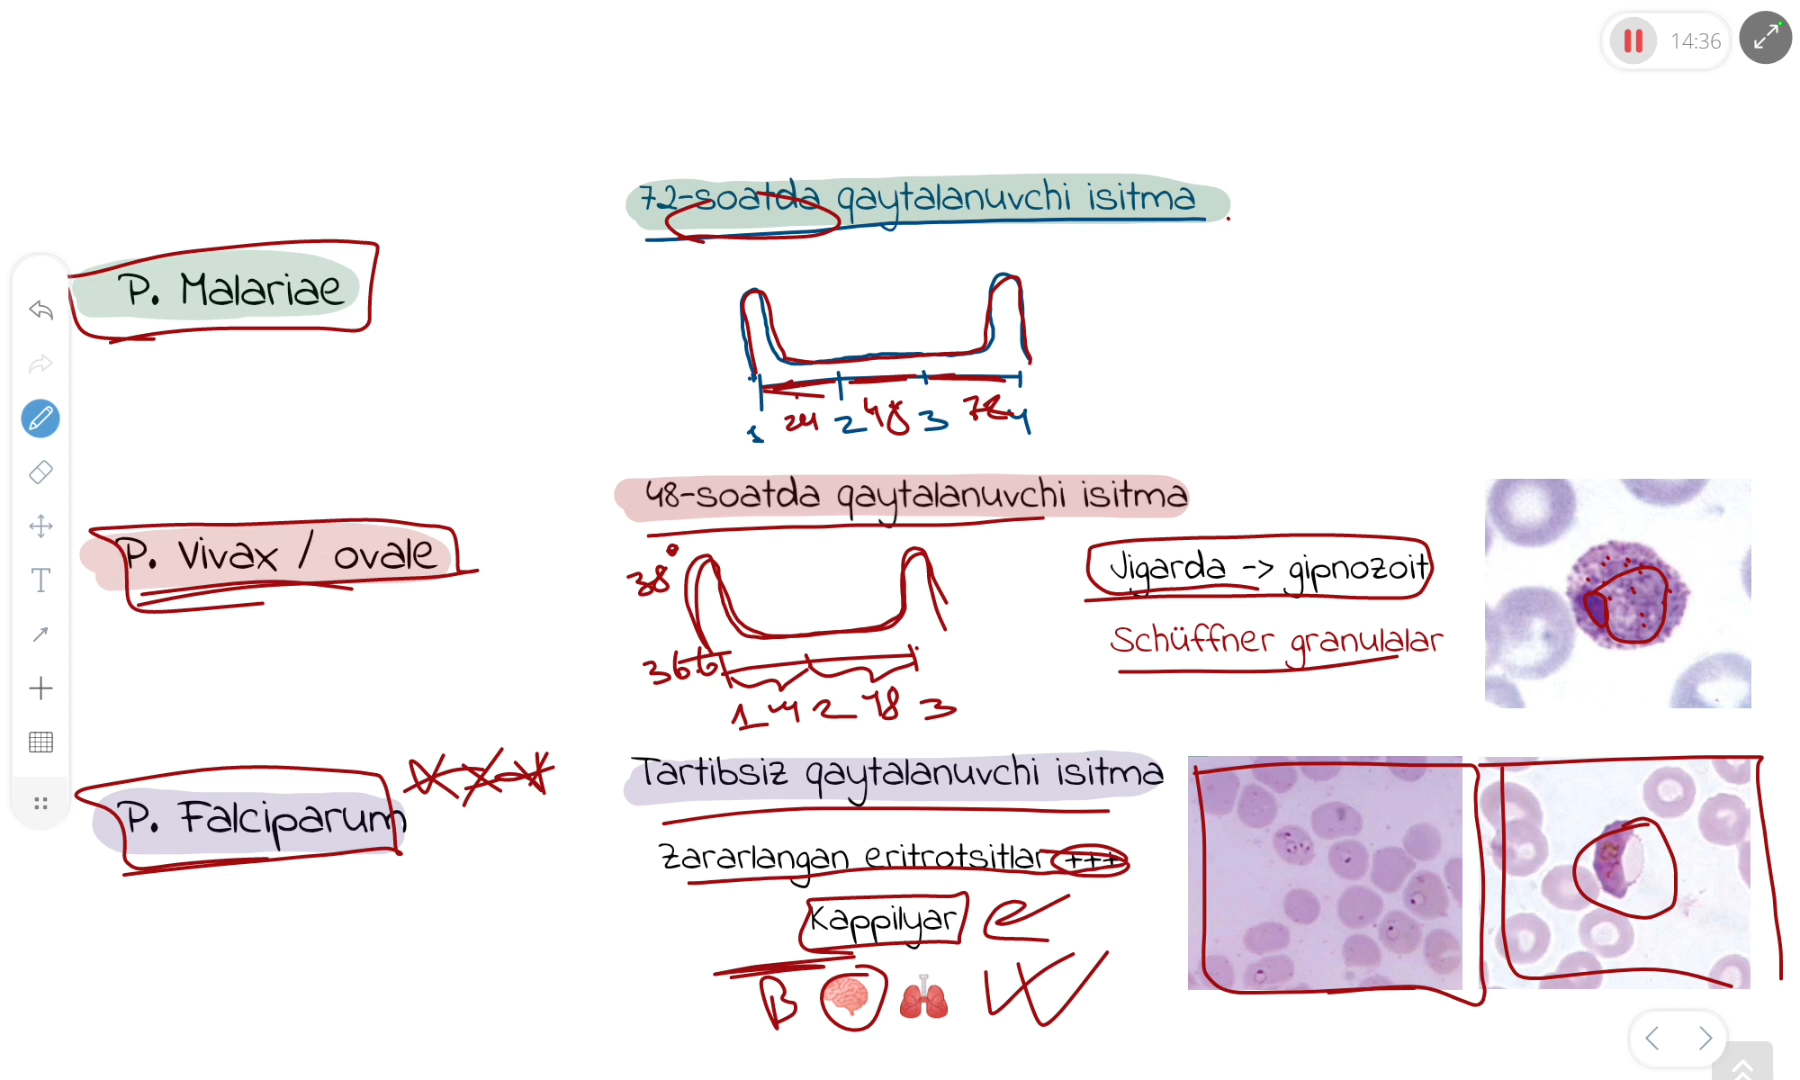 14:36
72-soatda qaytalanuvchi isitma
P. Malariae
24 2 48 3 72 4
48-soatda qaytalanuvchi isitma
P. Vivax / ovale
38°
Jigarda -> gipnozoit
Schüffner granulalar
36 6
1 24 2 48 3
Tartibsiz qaytalanuvchi isitma
P. Falciparum
Zararlangan eritrotsitlar +++
Kappilyar
B
T